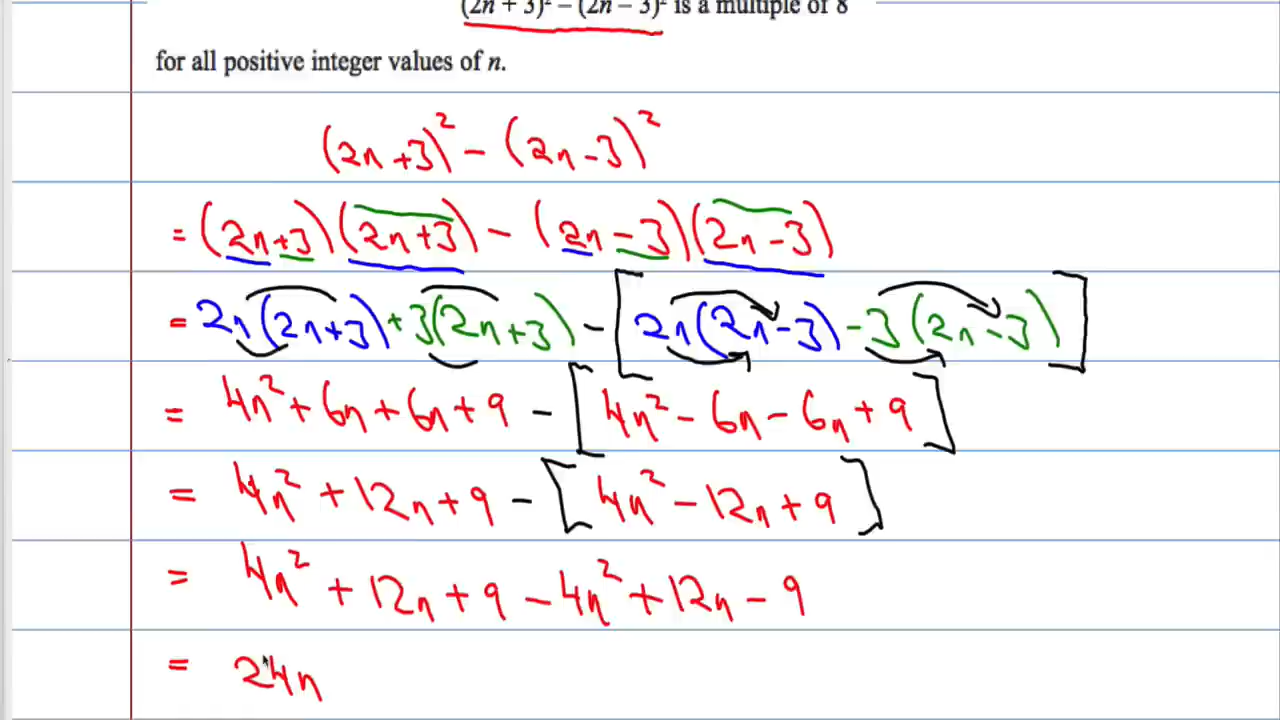 (2n + 3)² – (2n – 3)² is a multiple of 8
for all positive integer values of n.
(2n+3)² - (2n-3)²
= (2n+3)(2n+3) - (2n-3)(2n-3)
= 2n(2n+3)+3(2n+3) - [2n(2n-3)-3(2n-3)]
= 4n²+6n+6n+9 - [4n²-6n-6n+9]
= 4n²+12n+9 - [4n²-12n+9]
= 4n²+12n+9-4n²+12n-9
= 24n